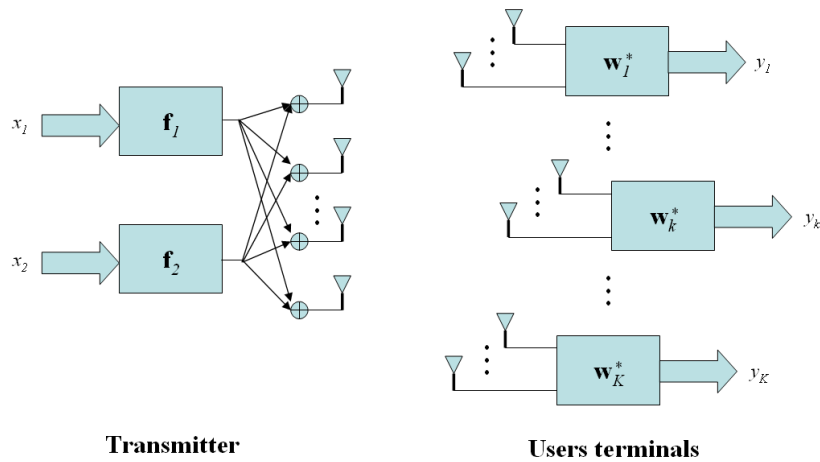 x1 f1
x2 f2
Transmitter
w1* y1
wk* yk
wK* yK
Users terminals